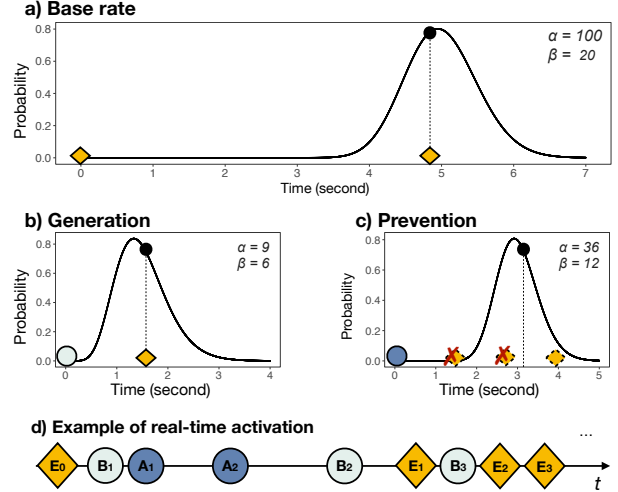 a) Base rate
Probability
0.8
0.6
0.4
0.2
0.0
α = 100
β = 20
0 1 2 3 4 5 6 7
Time (second)
b) Generation
Probability
0.8
0.6
0.4
0.2
0.0
α = 9
β = 6
0 1 2 3 4
Time (second)
c) Prevention
Probability
0.8
0.6
0.4
0.2
0.0
α = 36
β = 12
0 1 2 3 4 5
Time (second)
d) Example of real-time activation
...
E0 B1 A1 A2 B2 E1 B3 E2 E3
t